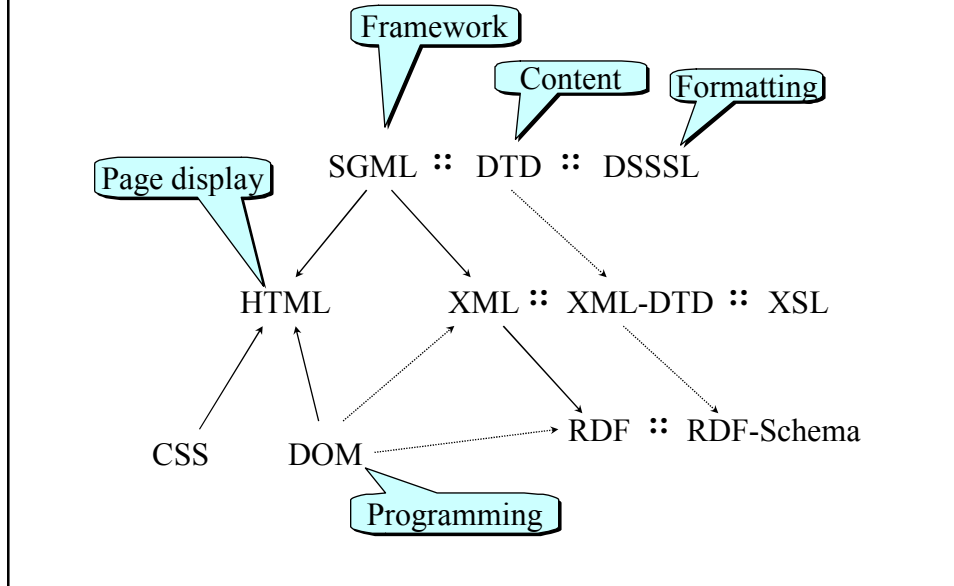 Framework
Content
Formatting
SGML :: DTD :: DSSSL
Page display
HTML
XML :: XML-DTD :: XSL
RDF :: RDF-Schema
CSS
DOM
Programming